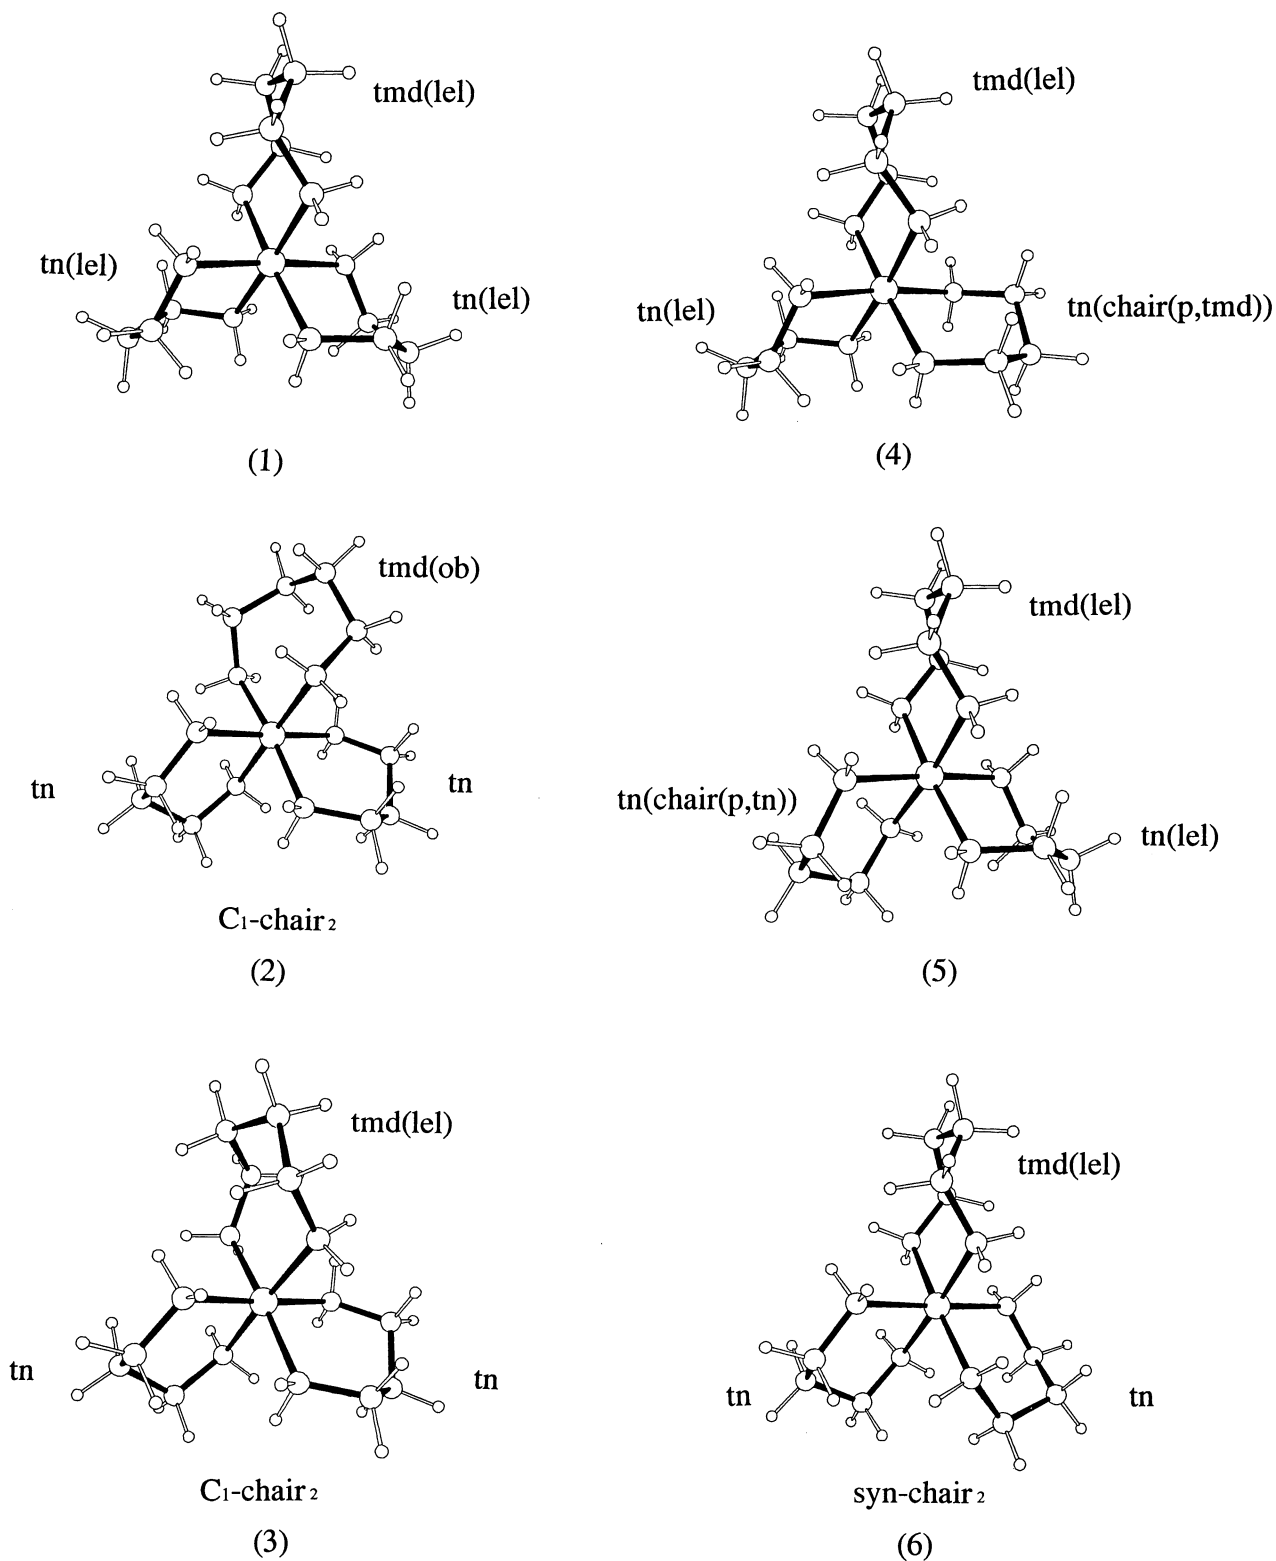 tmd(lel)
tn(lel)
tn(lel)
(1)
tmd(lel)
tn(lel)
tn(chair(p,tmd))
(4)
tmd(ob)
tn
tn
C1-chair2
(2)
tmd(lel)
tn(chair(p,tn))
tn(lel)
(5)
tmd(lel)
tn
tn
C1-chair2
(3)
tmd(lel)
tn
tn
syn-chair2
(6)